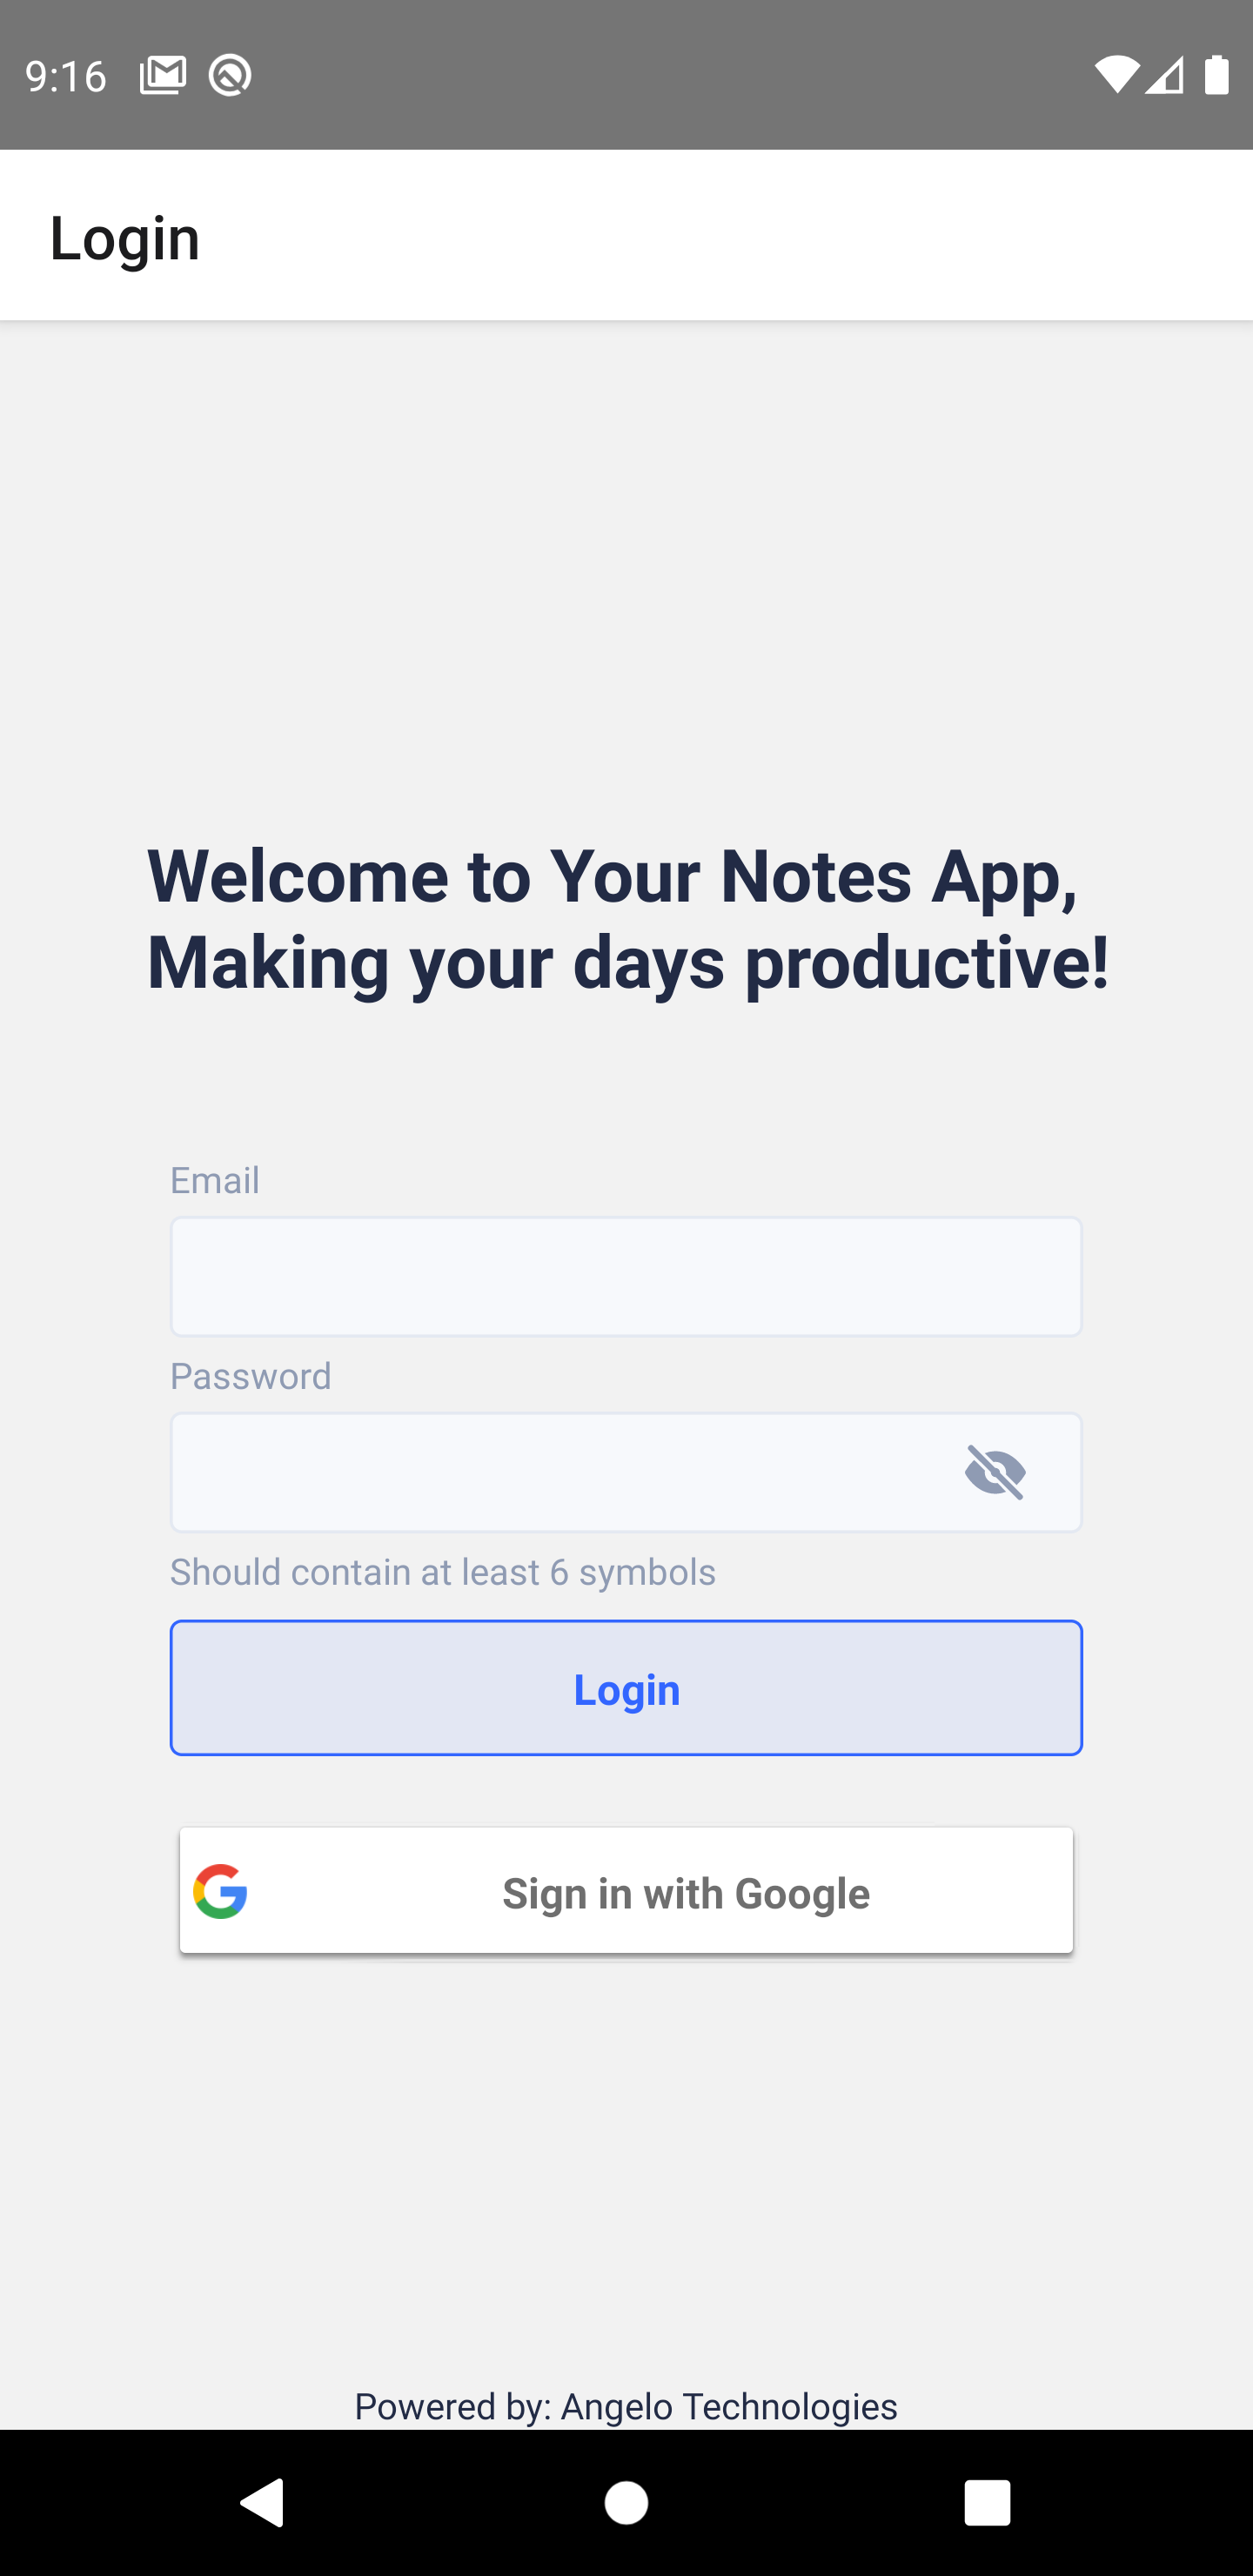 9:16
Login
Welcome to Your Notes App,
Making your days productive!
Email
Password
Should contain at least 6 symbols
Login
Sign in with Google
Powered by: Angelo Technologies